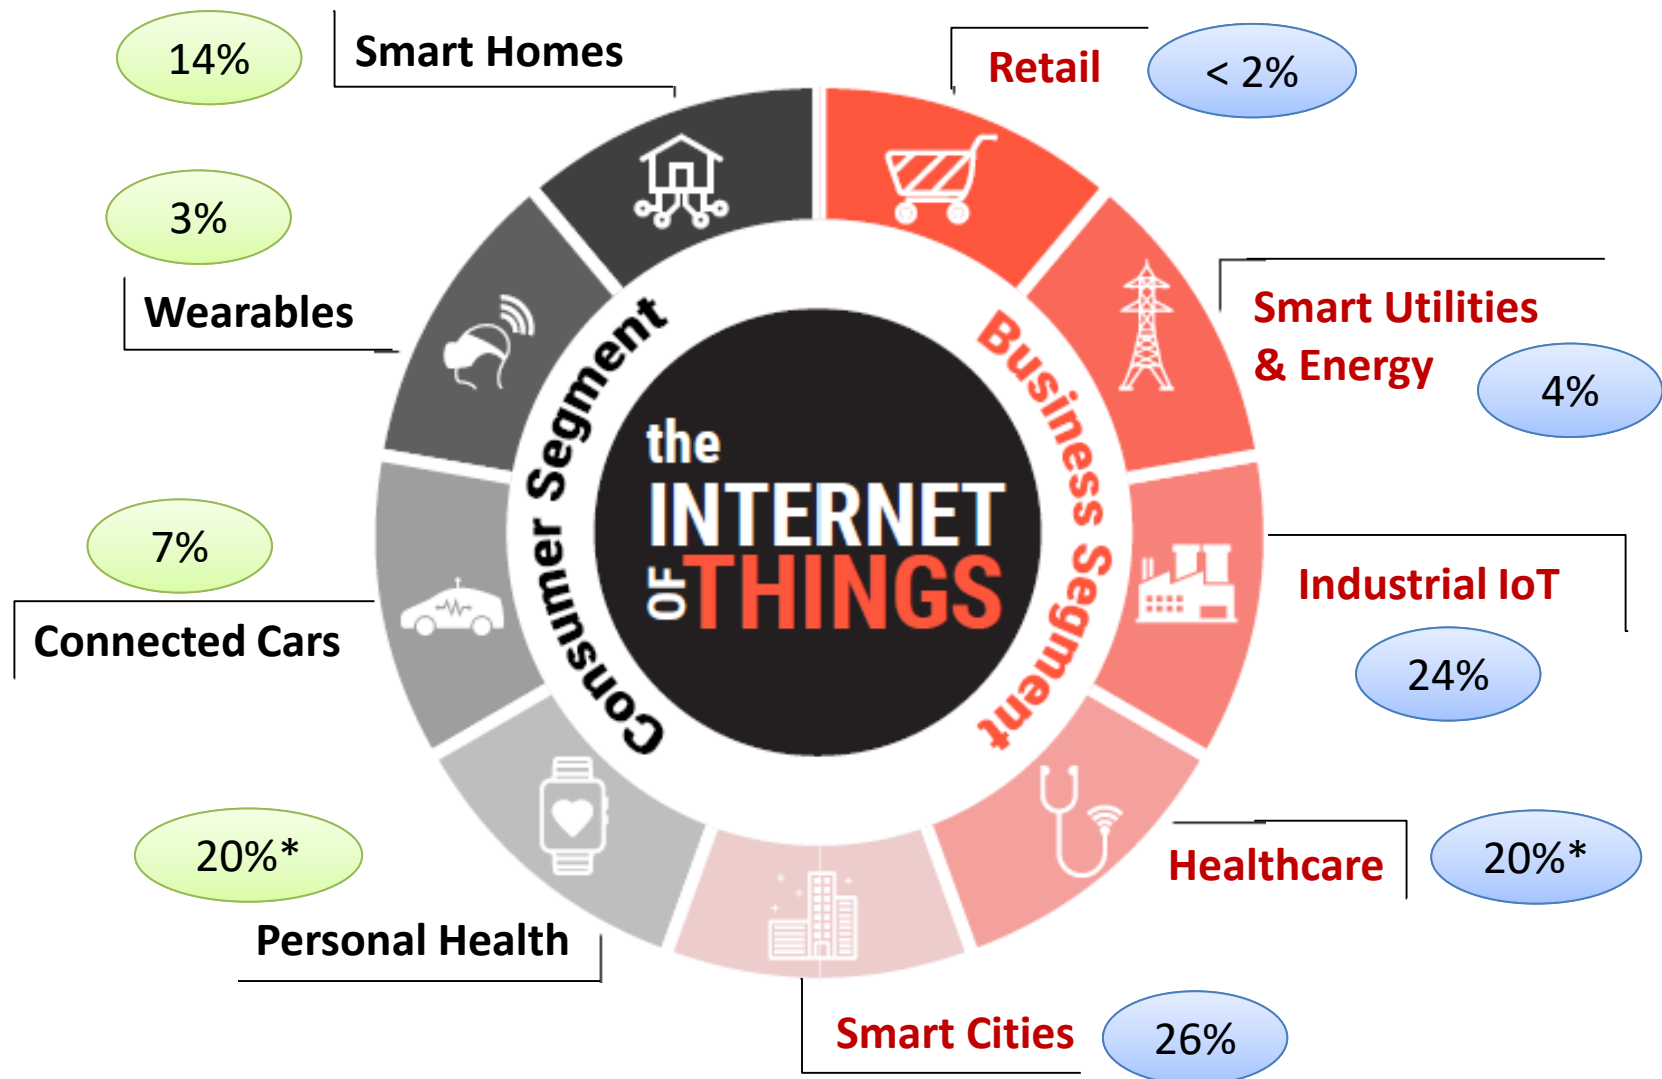 14%
Smart Homes
Retail
< 2%
3%
Wearables
Smart Utilities
& Energy
4%
Consumer Segment
the
INTERNET
OF THINGS
Business Segment
7%
Connected Cars
Industrial IoT
24%
20%*
Personal Health
Healthcare
20%*
Smart Cities
26%